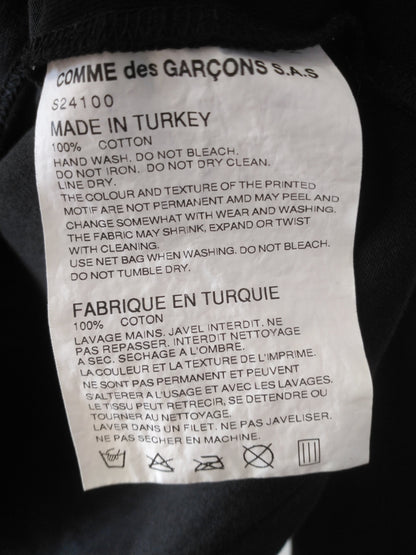 COMME des GARÇONS S.A.S
S24100
MADE IN TURKEY
100% COTTON
HAND WASH. DO NOT BLEACH.
DO NOT IRON. DO NOT DRY CLEAN.
LINE DRY.
THE COLOUR AND TEXTURE OF THE PRINTED
MOTIF ARE NOT PERMANENT AMD MAY PEEL AND
CHANGE SOMEWHAT WITH WEAR AND WASHING.
THE FABRIC MAY SHRINK, EXPAND OR TWIST
WITH CLEANING.
USE NET BAG WHEN WASHING. DO NOT BLEACH.
DO NOT TUMBLE DRY.
FABRIQUE EN TURQUIE
100% COTON
LAVAGE MAINS. JAVEL INTERDIT. NE
PAS REPASSER. INTERDIT NETTOYAGE
A SEC. SECHAGE A L'OMBRE.
LA COULEUR ET LA TEXTURE DE L'IMPRIME.
NE SONT PAS PERMANENT ET PEUVENT
S'ALTERER A L'USAGE ET AVEC LES LAVAGES.
LE TISSU PEUT RETRECIR, SE DETENDRE OU
TOURNER AU NETTOYAGE.
LAVER DANS UN FILET. NE PAS JAVELISER.
NE PAS SECHER EN MACHINE.